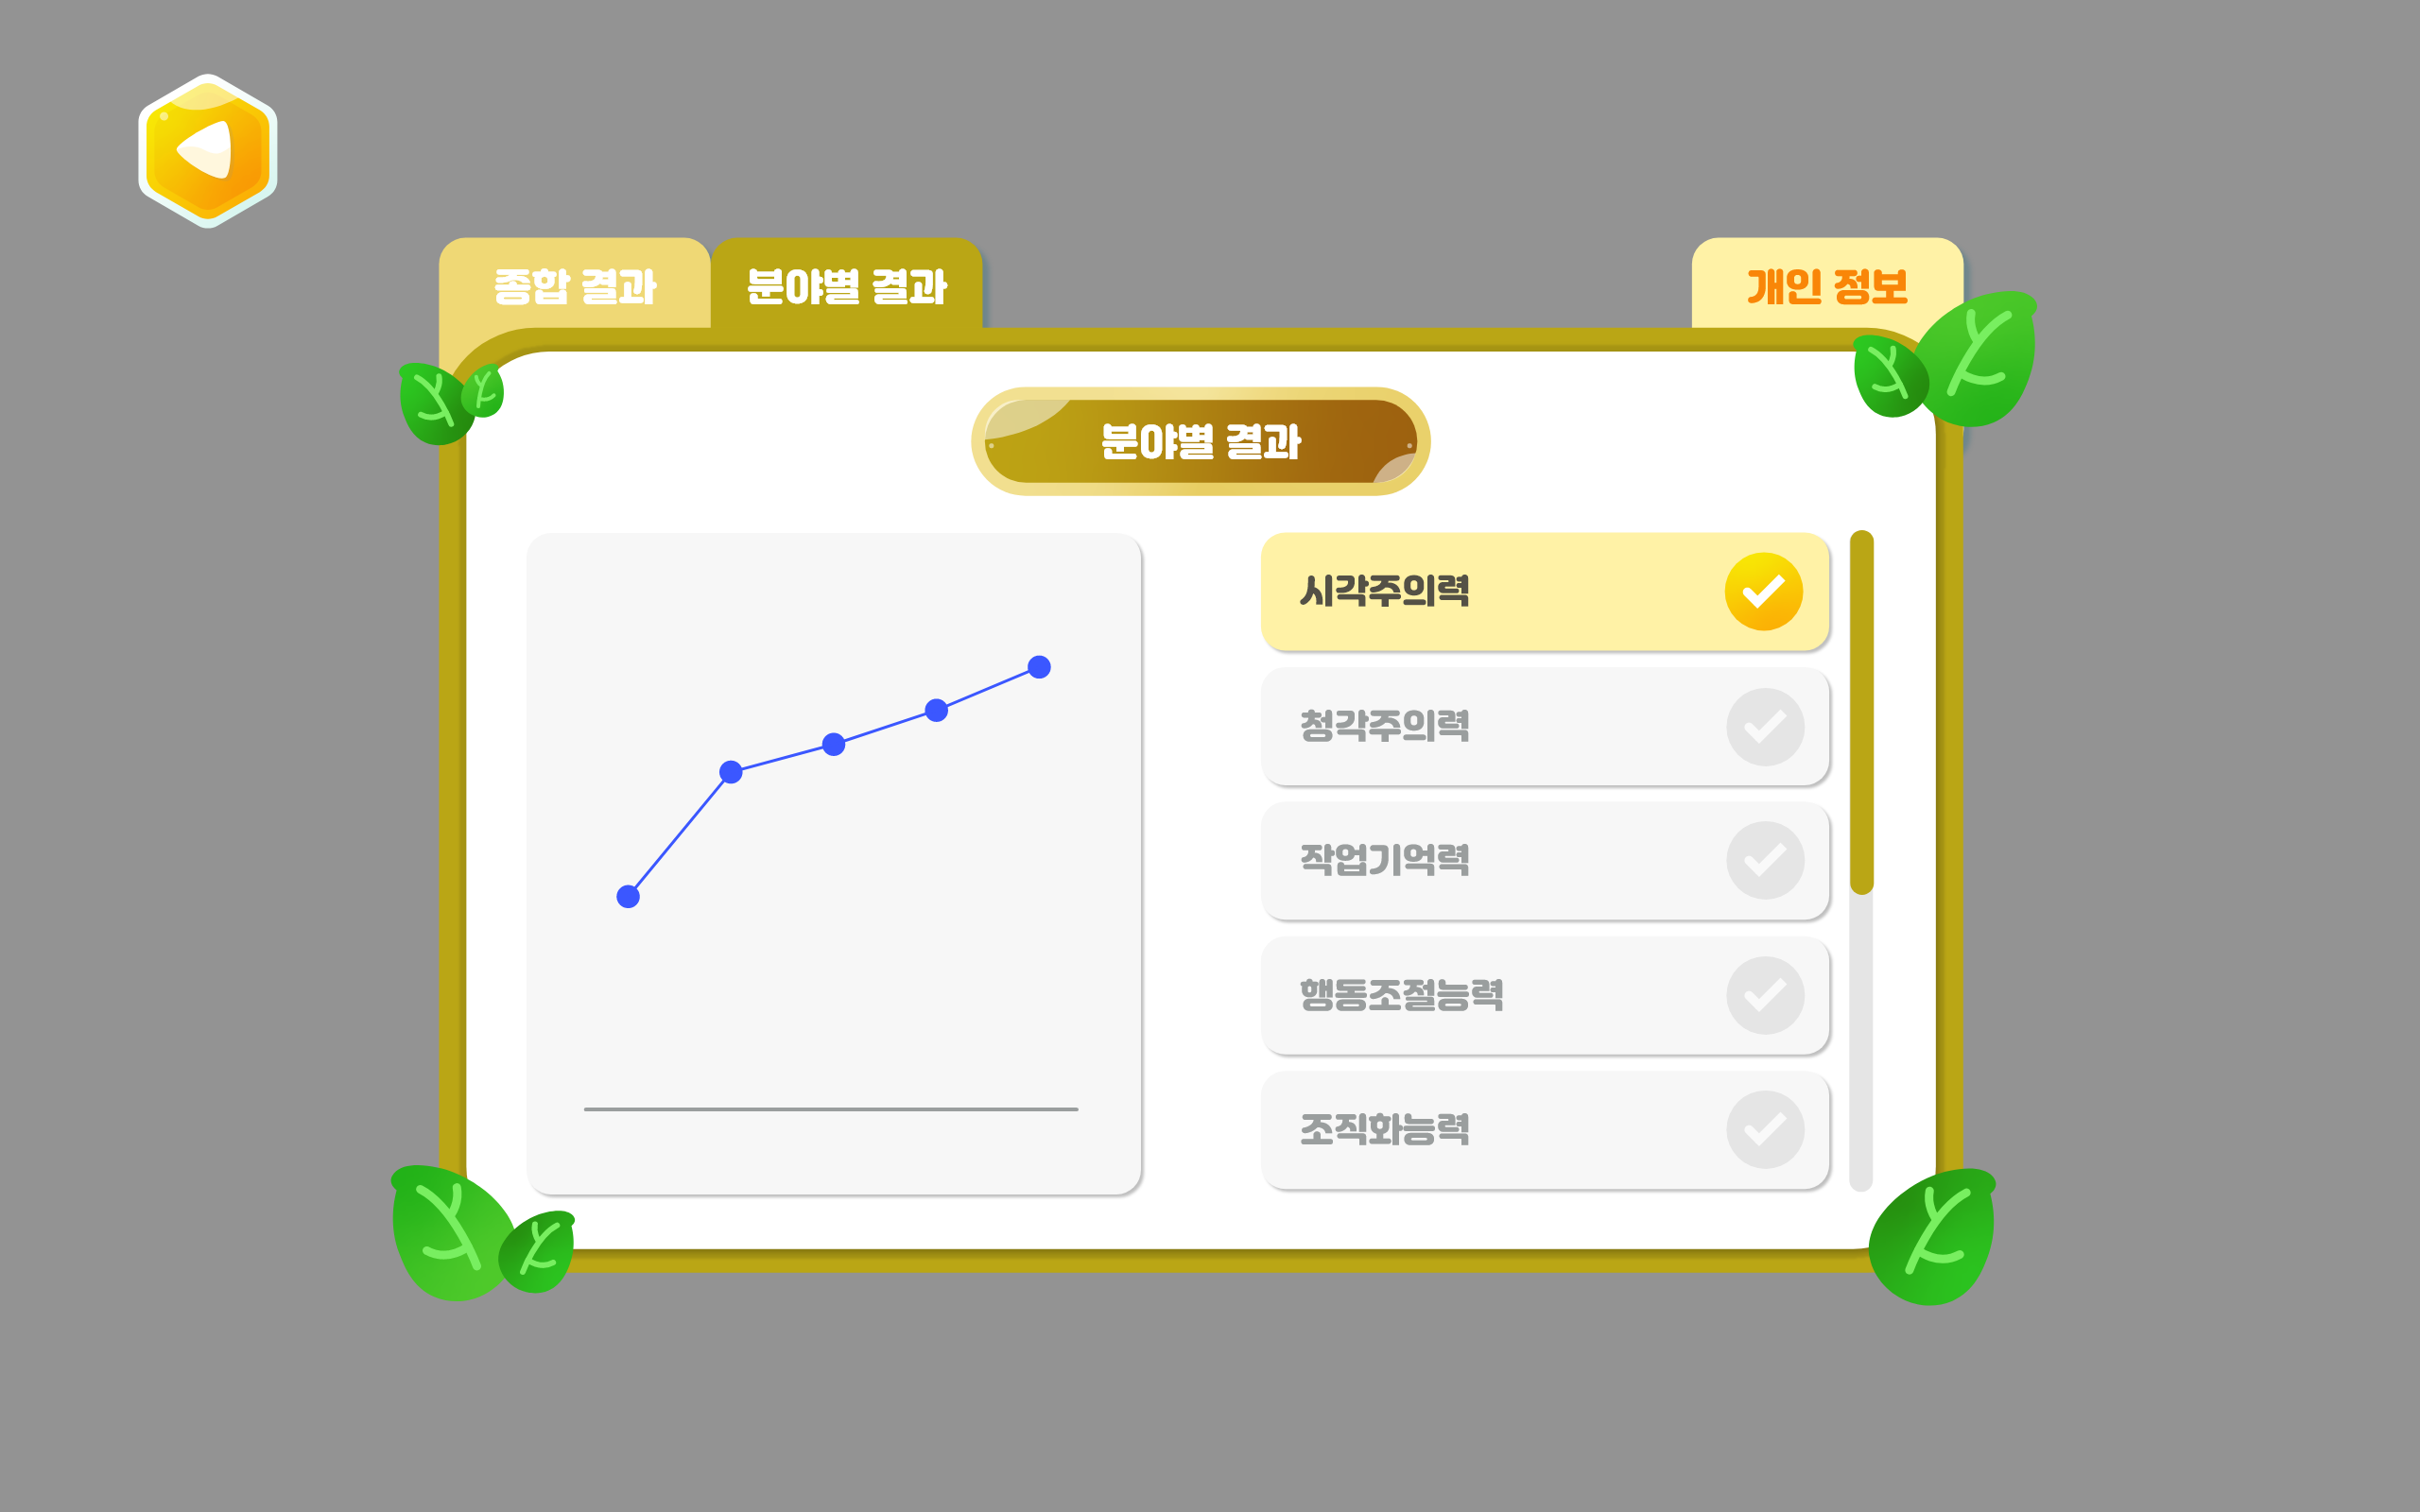 종합 결과
분야별 결과
개인 정보
분야별 결과
시각주의력
청각주의력
작업기억력
행동조절능력
조직화능력